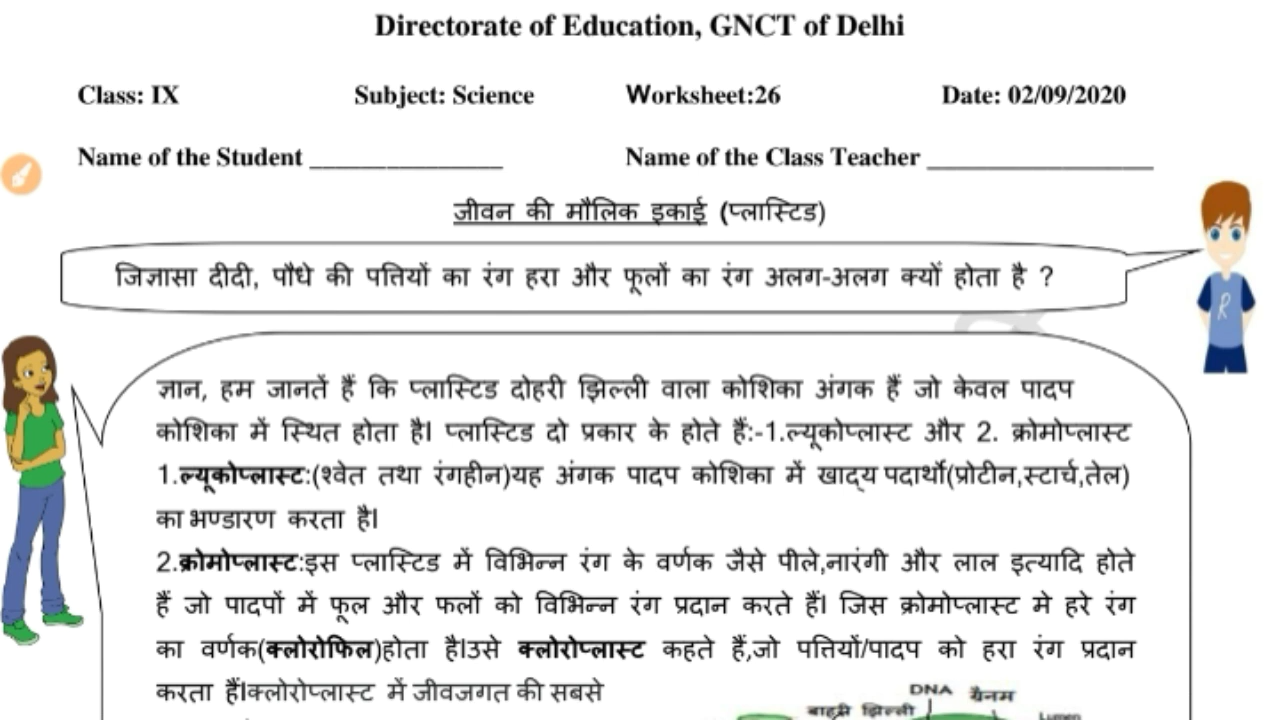 Directorate of Education, GNCT of Delhi
Class: IX Subject: Science Worksheet:26 Date: 02/09/2020
Name of the Student _______________ Name of the Class Teacher __________________
जीवन की मौलिक इकाई (प्लास्टिड)
जिज्ञासा दीदी, पौधे की पत्तियों का रंग हरा और फूलों का रंग अलग-अलग क्यों होता है ?
R
ज्ञान, हम जानतें हैं कि प्लास्टिड दोहरी झिल्ली वाला कोशिका अंगक हैं जो केवल पादप
कोशिका में स्थित होता है। प्लास्टिड दो प्रकार के होते हैं:-1.ल्यूकोप्लास्ट और 2. क्रोमोप्लास्ट
1.ल्यूकोप्लास्ट:(श्वेत तथा रंगहीन)यह अंगक पादप कोशिका में खाद्य पदार्थो(प्रोटीन,स्टार्च,तेल)
का भण्डारण करता है।
2.क्रोमोप्लास्ट:इस प्लास्टिड में विभिन्न रंग के वर्णक जैसे पीले,नारंगी और लाल इत्यादि होते
हैं जो पादपों में फूल और फलों को विभिन्न रंग प्रदान करते हैं। जिस क्रोमोप्लास्ट मे हरे रंग
का वर्णक(क्लोरोफिल)होता है।उसे क्लोरोप्लास्ट कहते हैं,जो पत्तियों/पादप को हरा रंग प्रदान
करता हैं।क्लोरोप्लास्ट में जीवजगत की सबसे
DNA थैनम
बाहरी झिल्ली
Lumen